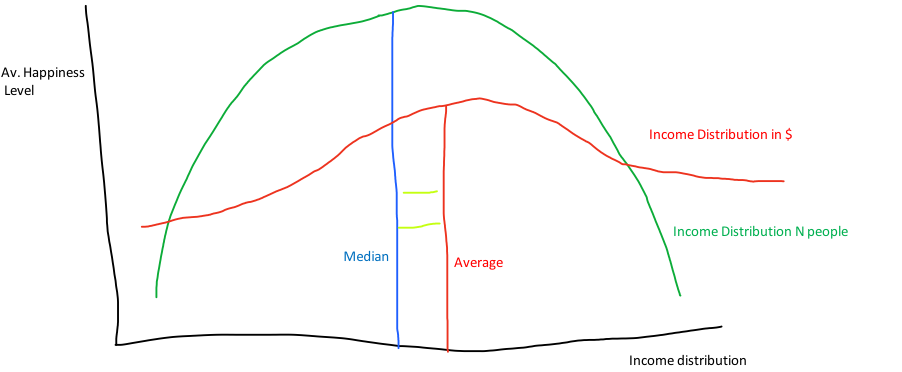 Av. Happiness
Level
Income Distribution in $
Income Distribution N people
Median
Average
Income distribution